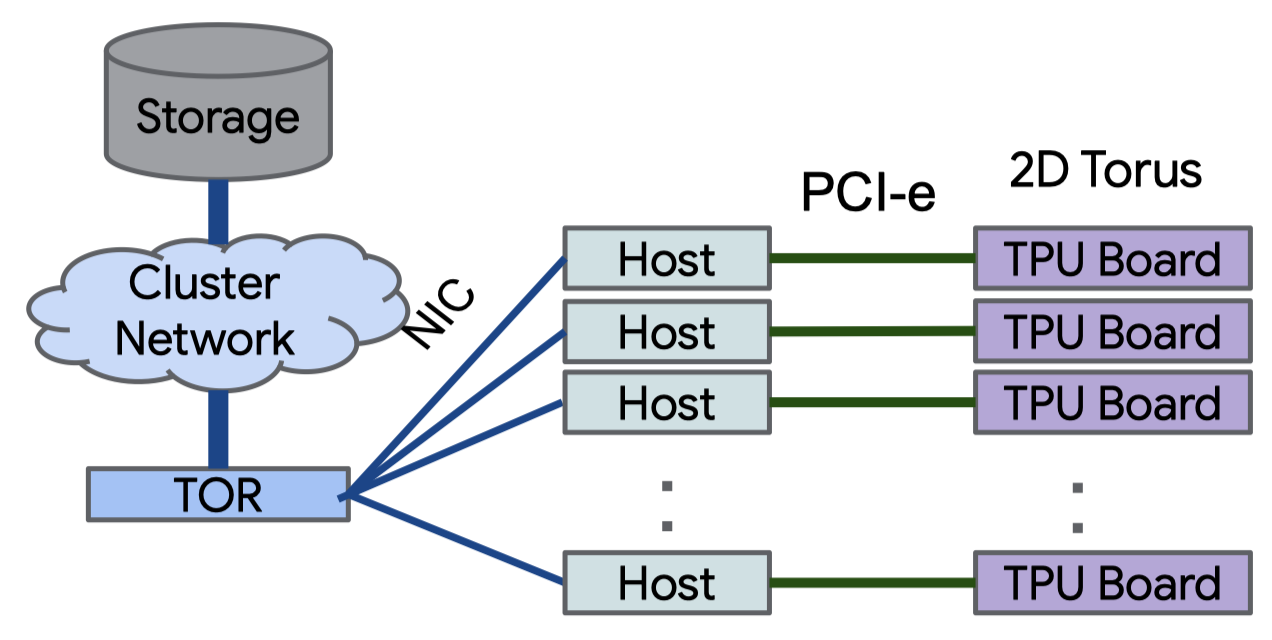 Storage
Cluster
Network
TOR
NIC
PCI-e
2D Torus
Host
TPU Board
Host
TPU Board
Host
TPU Board
Host
TPU Board